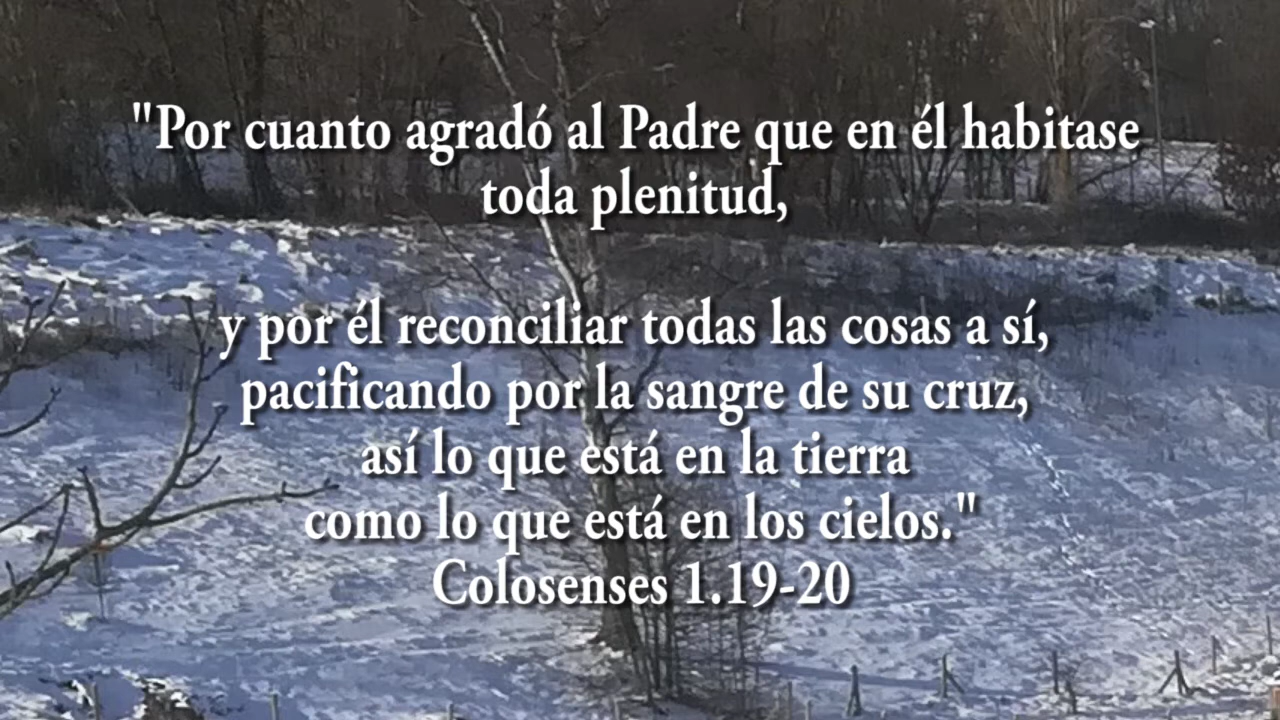 "Por cuanto agradó al Padre que en él habitase
toda plenitud,
y por él reconciliar todas las cosas a sí,
pacificando por la sangre de su cruz,
así lo que está en la tierra
como lo que está en los cielos."
Colosenses 1.19-20